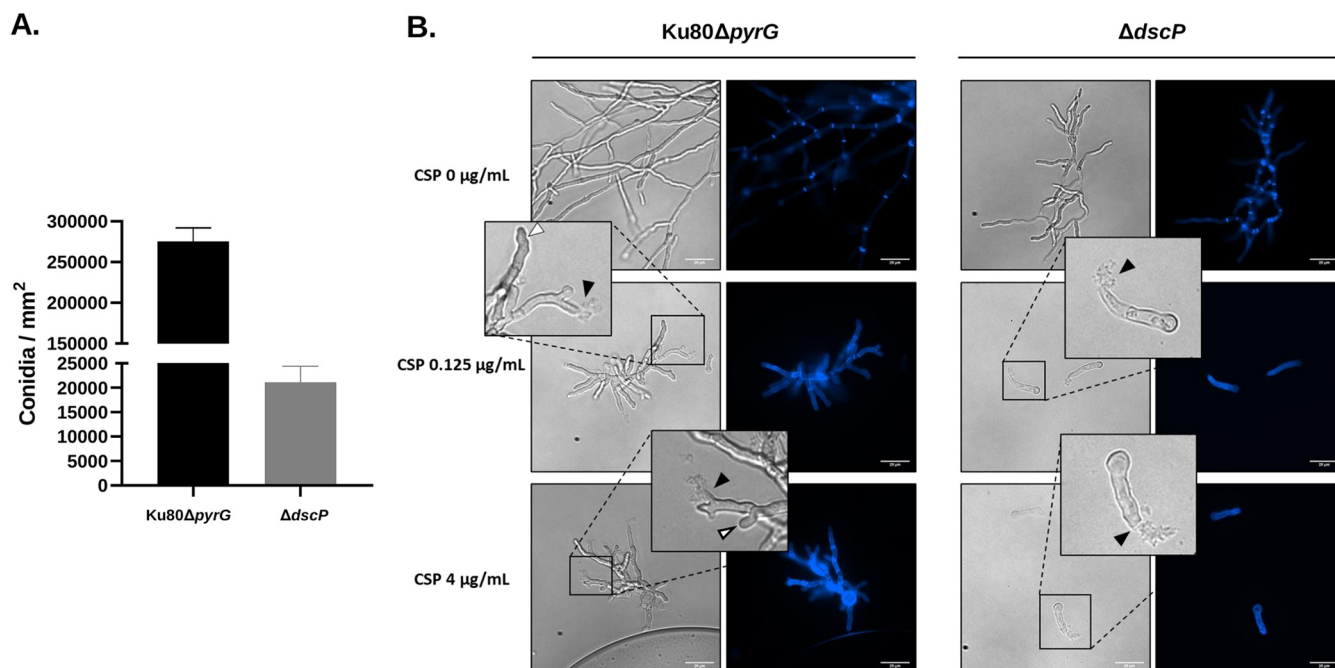 A.
Conidia / mm2
300000
250000
200000
150000
25000
20000
15000
10000
5000
0
Ku80ΔpyrG
ΔdscP
B.
Ku80ΔpyrG
ΔdscP
CSP 0 µg/mL
CSP 0.125 µg/mL
CSP 4 µg/mL